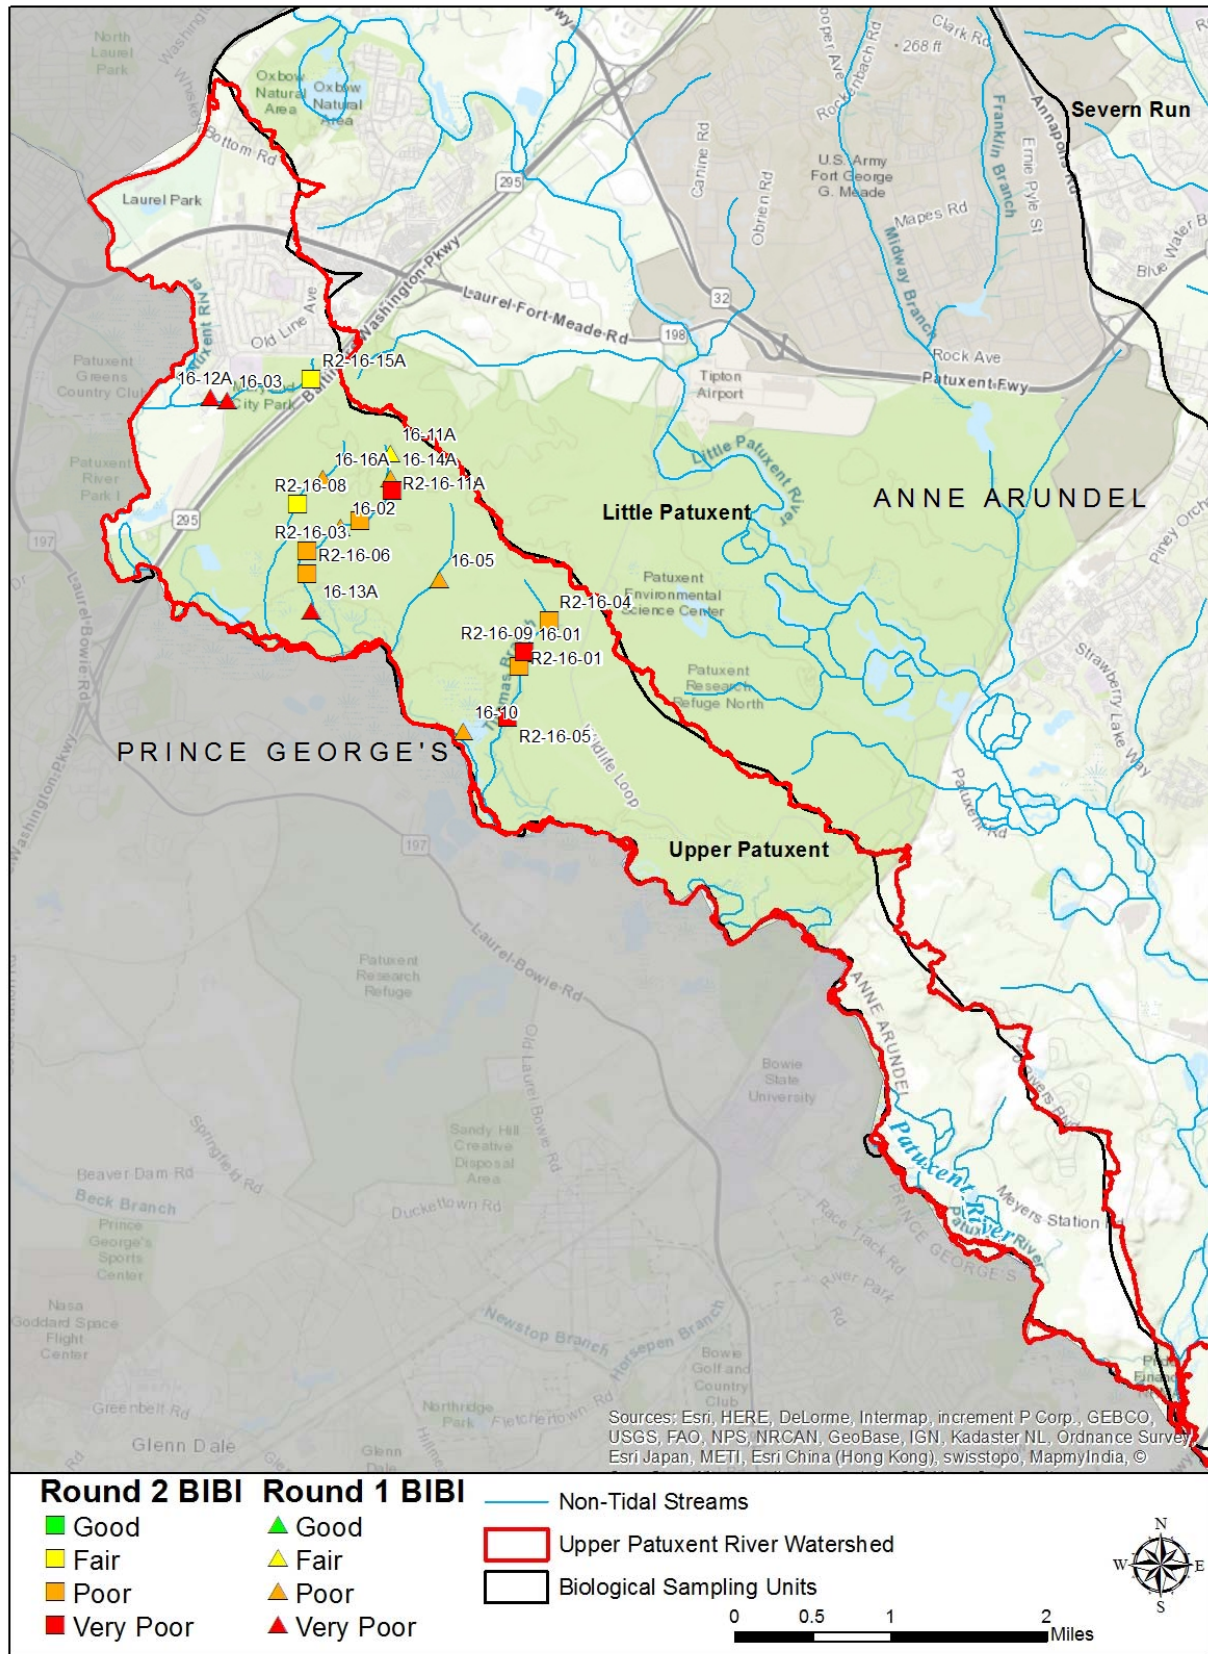 North
Laurel
Park
Washington
Whiskey Bottom Rd
Oxbow
Natural
Area
Oxbow
Natural
Area
Pkwy
Rockenbach Rd
268 ft
Clark Rd
Annapolis Rd
Severn Run
Franklin Branch
Ernie Pyle St
Canine Rd
Obrien Rd
U.S. Army
Fort George
G. Meade
Mapes Rd
Midway Branch
295
Laurel Park
Old Line Ave
Baltimore-Washington-Pkwy
Laurel-Fort-Meade-Rd
32
198
Rock Ave
Patuxent Fwy
Tipton
Airport
Patuxent
Greens
Country Club
City Park
R2-16-15A
16-12A
16-03
16-11A
16-16A
16-14A
R2-16-08
R2-16-11A
16-02
R2-16-03
R2-16-06
16-05
16-13A
R2-16-04
R2-16-09
16-01
R2-16-01
16-10
R2-16-05
Patuxent
River
Park I
295
197
Laurel-Bowie-Rd
Little Patuxent River
Little Patuxent
ANNE ARUNDEL
Patuxent
Environmental
Science Center
Patuxent
Research
Refuge North
Strawberry Lake Way
Wildlife Loop
Patuxent Rd
PRINCE GEORGE'S
Washington-Pkwy
197
Upper Patuxent
Laurel-Bowie-Rd
Patuxent
Research
Refuge
Old Laurel Bowie Rd
ANNE ARUNDEL
Bowie
State
University
Sandy Hill
Creative
Disposal
Area
Springfield Rd
Beaver Dam Rd
Beck Branch
Duckettown Rd
Prince
George's
Sports
Center
Patuxent River
Meyers Station Rd
Race Track Rd
PRINCE GEORGE'S
River Park
Rd
Nasa
Goddard Space
Flight
Center
Newstop Branch
Horsepen Branch
Bowie
Golf and
Country
Club
Northridge
Park
Fletchertown Rd
Greenbelt Rd
Glenn Dale
Glenn
Dale
Sources: Esri, HERE, DeLorme, Intermap, increment P Corp., GEBCO,
USGS, FAO, NPS, NRCAN, GeoBase, IGN, Kadaster NL, Ordnance Survey,
Esri Japan, METI, Esri China (Hong Kong), swisstopo, MapmyIndia, ©
Round 2 BIBI
Good
Fair
Poor
Very Poor
Round 1 BIBI
Good
Fair
Poor
Very Poor
Non-Tidal Streams
Upper Patuxent River Watershed
Biological Sampling Units
N
W
E
S
0 0.5 1 2
Miles